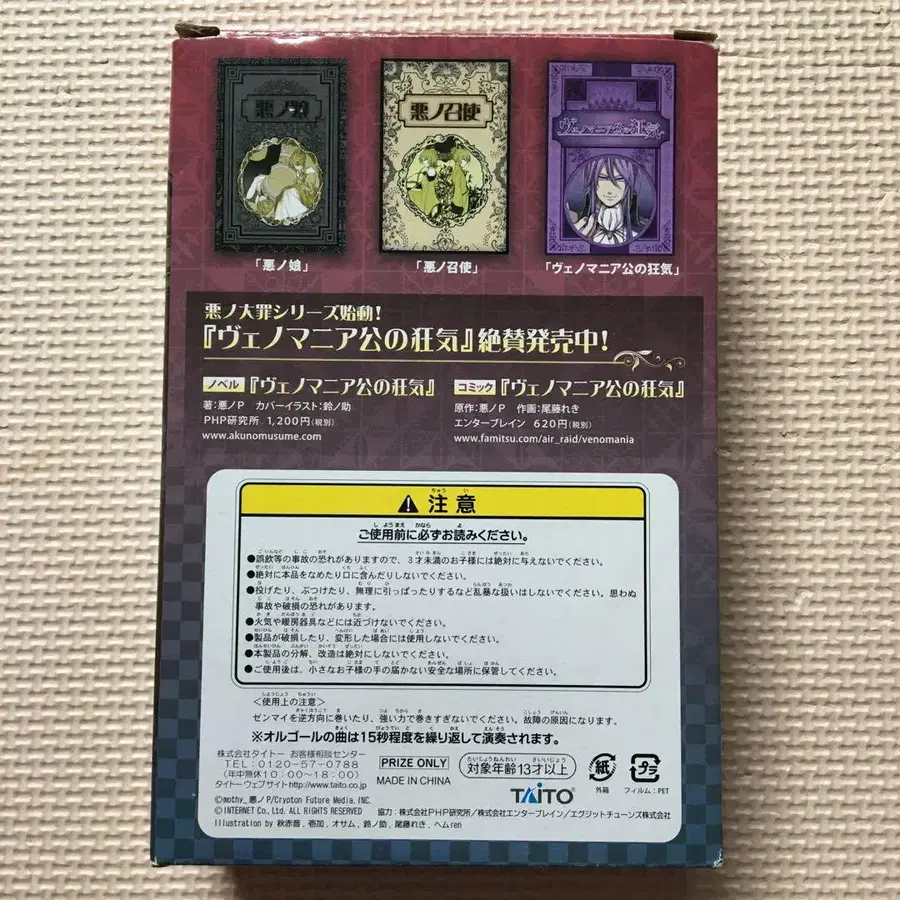 悪ノ娘
悪ノ召使
ヴェノマニア公の狂気
「悪ノ娘」
「悪ノ召使」
「ヴェノマニア公の狂気」
悪ノ大罪シリーズ始動!
『ヴェノマニア公の狂気』絶賛発売中!
ノベル『ヴェノマニア公の狂気』
著:悪ノP カバーイラスト:鈴ノ助
PHP研究所 1,200円(税別)
www.akunomusume.com
コミック『ヴェノマニア公の狂気』
原作:悪ノP 作画:尾藤れき
エンターブレイン 620円(税別)
www.famitsu.com/air_raid/venomania
注意
ご使用前に必ずお読みください。
●誤飲等の事故の恐れがありますので、3才未満のお子様には絶対に与えないでください。
●絶対に本品をなめたり口に含んだりしないでください。
●投げたり、ぶつけたり、無理に引っぱったりするなど乱暴な扱いはしないでください。思わぬ
事故や破損の恐れがあります。
●火気や暖房器具などには近づけないでください。
●製品が破損したり、変形した場合には使用しないでください。
●本製品の分解、改造は絶対にしないでください。
●ご使用後は、小さなお子様の手の届かない安全な場所に保管してください。
<使用上の注意>
ゼンマイを逆方向に巻いたり、強い力で巻きすぎないでください。故障の原因になります。
※オルゴールの曲は15秒程度を繰り返して演奏されます。
株式会社タイトー お客様相談センター
TEL:0120-57-0788
(年中無休10:00~18:00)
タイトーウェブサイト http://www.taito.co.jp
PRIZE ONLY
MADE IN CHINA
対象年齢13才以上
TAITO
紙
外箱
プラ
フィルム:PET
©mothy_悪ノP/Crypton Future Media, INC.
©INTERNET Co., Ltd. ALL RIGHTS RESERVED
Illustration by 秋赤音, 壱加, オサム, 鈴ノ助, 尾藤れき, ヘムren
協力:株式会社PHP研究所/株式会社エンターブレイン/エグジットチューンズ株式会社